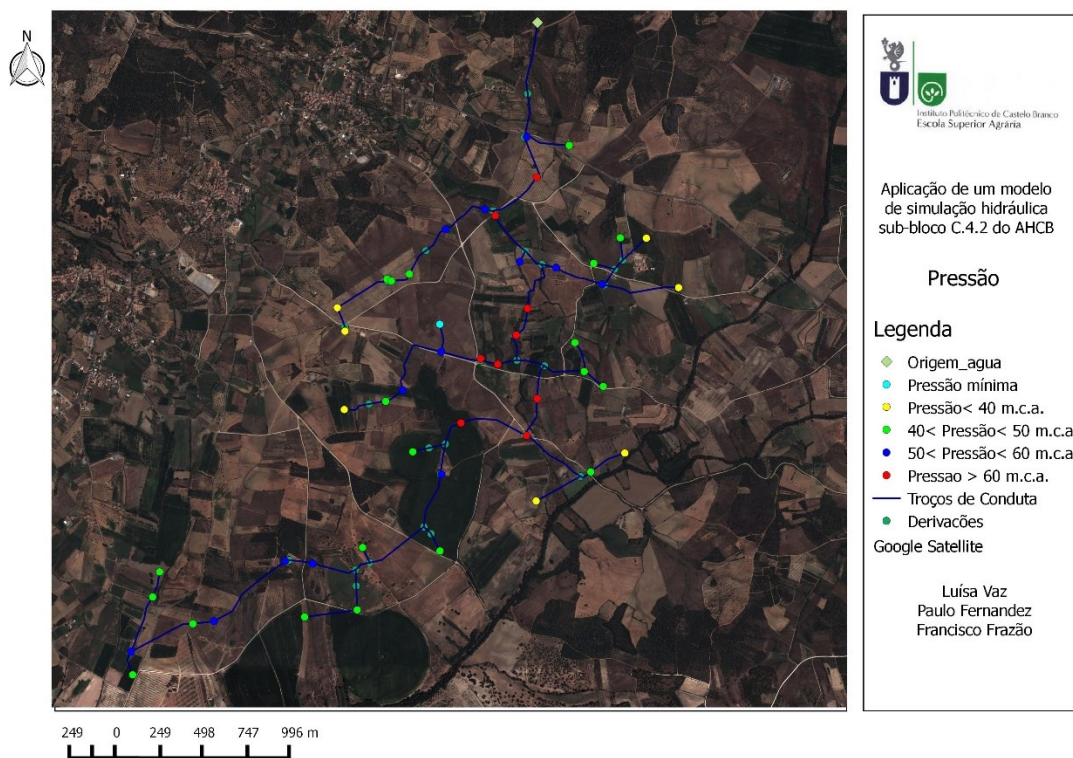 N
Instituto Politécnico de Castelo Branco
Escola Superior Agrária
Aplicação de um modelo
de simulação hidráulica
sub-bloco C.4.2 do AHCB
Pressão
Legenda
Origem_agua
Pressão mínima
Pressão< 40 m.c.a.
40< Pressão< 50 m.c.a
50< Pressão< 60 m.c.a
Pressao > 60 m.c.a.
Troços de Conduta
Derivacões
Google Satellite
Luísa Vaz
Paulo Fernandez
Francisco Frazão
249 0 249 498 747 996 m